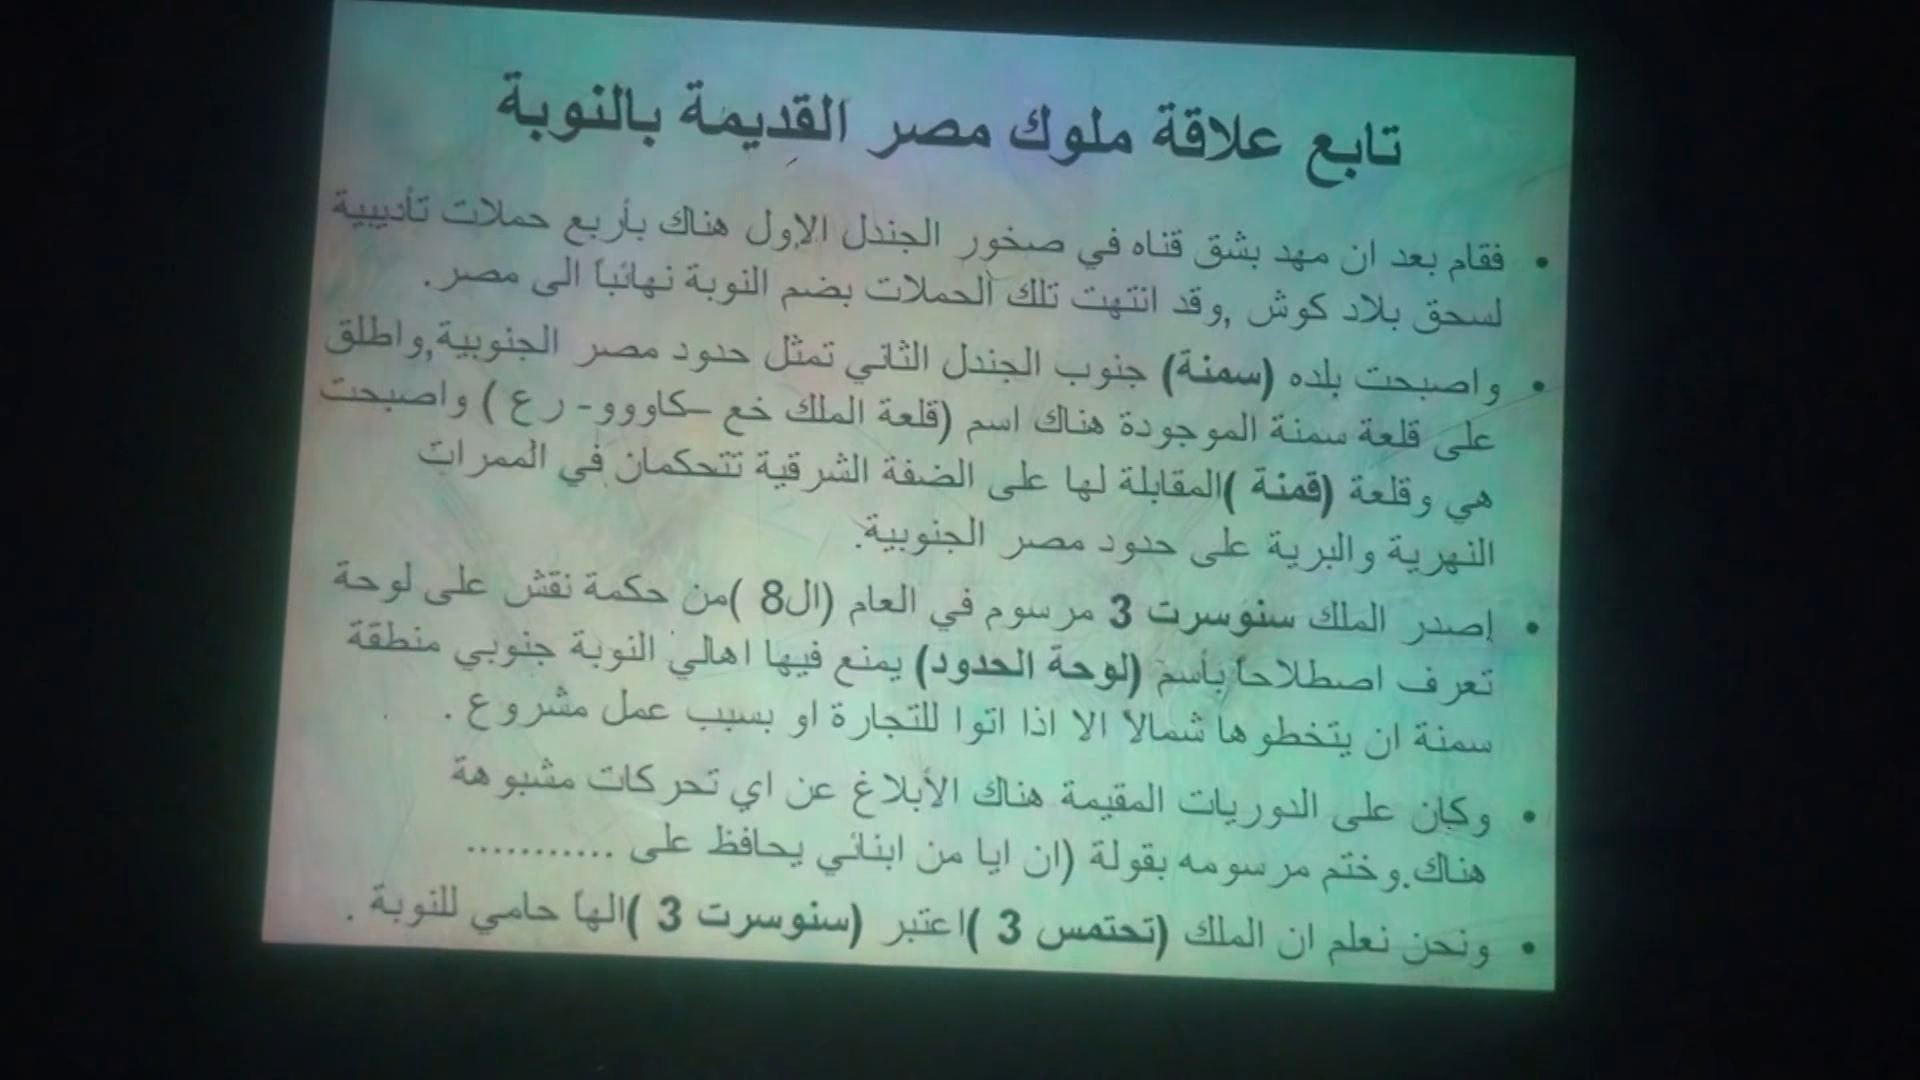 تابع علاقة ملوك مصر القدِيمة بالنوبة
• فقام بعد ان مهد بشق قناه في صخور الجندل الاول هناك بأربع حملات تأديبية
لسحق بلاد كوش ,وقد انتهت تلك الحملات بضم النوبة نهائياً الى مصر.
• واصبحت بلده (سمنة) جنوب الجندل الثاني تمثل حدود مصر الجنوبية,واطلق
على قلعة سمنة الموجودة هناك اسم (قلعة الملك خع –كاووو- رع ) واصبحت
هي وقلعة (قمنة )المقابلة لها على الضفة الشرقية تتحكمان في الممرات
النهرية والبرية على حدود مصر الجنوبية.
• إصدر الملك سنوسرت 3 مرسوم في العام (ال8 )من حكمة نقش على لوحة
تعرف اصطلاحاً بأسم (لوحة الحدود) يمنع فيها اهالي النوبة جنوبي منطقة
سمنة ان يتخطوها شمالاً الا اذا اتوا للتجارة او بسبب عمل مشروع .
• وكان على الدوريات المقيمة هناك الأبلاغ عن اي تحركات مشبوهة
هناك.وختم مرسومه بقولة (ان ايا من ابنائي يحافظ على ...........
• ونحن نعلم ان الملك (تحتمس 3 )اعتبر (سنوسرت 3 )الهاً حامي للنوبة .